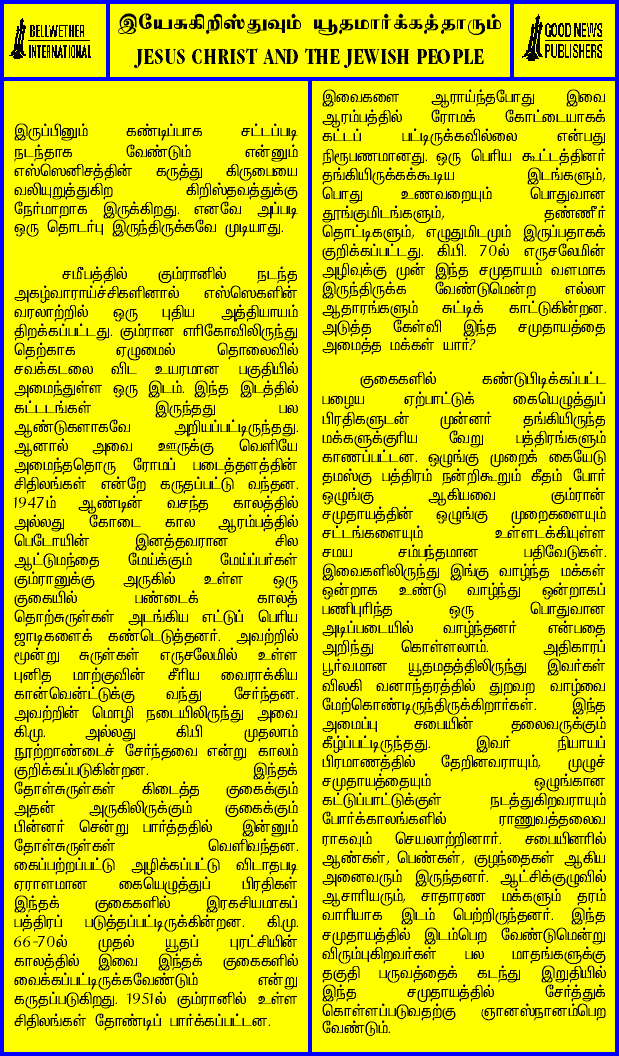 BELLWETHER
INTERNATIONAL
இயேசுகிறிஸ்துவும் யூதமார்க்கத்தாரும்
JESUS CHRIST AND THE JEWISH PEOPLE
GOOD NEWS
PUBLISHERS
இருப்பினும் கண்டிப்பாக சட்டப்படி
நடந்தாக வேண்டும் என்னும்
எஸ்ஸெனிசத்தின் கருத்து கிருபையை
வலியுறுத்துகிற கிறிஸ்தவத்துக்கு
நேர்மாறாக இருக்கிறது. எனவே அப்படி
ஒரு தொடர்பு இருந்திருக்கவே முடியாது.
சமீபத்தில் கும்ரானில் நடந்த
அகழ்வாராய்ச்சிகளினால் எஸ்ஸெகளின்
வரலாற்றில் ஒரு புதிய அத்தியாயம்
திறக்கப்பட்டது. கும்ரான எரிகோவிலிருந்து
தெற்காக ஏழுமைல் தொலைவில்
சவக்கடலை விட உயரமான பகுதியில்
அமைந்துள்ள ஒரு இடம். இந்த இடத்தில்
கட்டடங்கள் இருந்தது பல
ஆண்டுகளாகவே அறியப்பட்டிருந்தது.
ஆனால் அவை ஊருக்கு வெளியே
அமைந்ததொரு ரோமப் படைத்தளத்தின்
சிதிலங்கள் என்றே கருதப்பட்டு வந்தன.
1947ம் ஆண்டின் வசந்த காலத்தில்
அல்லது கோடை கால ஆரம்பத்தில்
பெடோயின் இனத்தவரான சில
ஆட்டுமந்தை மேய்க்கும் மேய்ப்பர்கள்
கும்ரானுக்கு அருகில் உள்ள ஒரு
குகையில் பண்டைக் காலத்
தொற்சுருள்கள் அடங்கிய எட்டுப் பெரிய
ஜாடிகளைக் கண்டெடுத்தனர். அவற்றில்
மூன்று சுருள்கள் எருசலேமில் உள்ள
புனித மாற்குவின் சீரிய வைராக்கிய
கான்வென்ட்டுக்கு வந்து சேர்ந்தன.
அவற்றின் மொழி நடையிலிருந்து அவை
கி.மு. அல்லது கி.பி முதலாம்
நூற்றாண்டைச் சேர்ந்தவை என்று காலம்
குறிக்கப்படுகின்றன. இந்தக்
தோள்சுருள்கள் கிடைத்த குகைக்கும்
அதன் அருகிலிருக்கும் குகைக்கும்
பின்னர் சென்று பார்த்ததில் இன்னும்
தோள்சுருள்கள் வெளிவந்தன.
கைப்பற்றப்பட்டு அழிக்கப்பட்டு விடாதபடி
ஏராளமான கையெழுத்துப் பிரதிகள்
இந்தக் குகைகளில் இரகசியமாகப்
பத்திரப் படுத்தப்பட்டிருக்கின்றன. கி.மு.
66-70ல் முதல் யூதப் புரட்சியின்
காலத்தில் இவை இந்தக் குகைகளில்
வைக்கப்பட்டிருக்கவேண்டும் என்று
கருதப்படுகிறது. 1951ல் கும்ரானில் உள்ள
சிதிலங்கள் தோண்டிப் பார்க்கப்பட்டன.
இவைகளை ஆராய்ந்தபோது இவை
ஆரம்பத்தில் ரோமக் கோட்டையாகக்
கட்டப் பட்டிருக்கவில்லை என்பது
நிரூபணமானது. ஒரு பெரிய கூட்டத்தினர்
தங்கியிருக்கக்கூடிய இடங்களும்,
பொது உணவறையும் பொதுவான
தூங்குமிடங்களும், தண்ணீர்
தொட்டிகளும், எழுதுமிடமும் இருப்பதாகக்
குறிக்கப்பட்டது. கி.பி. 70ல் எருசலேமின்
அழிவுக்கு முன் இந்த சமுதாயம் வளமாக
இருந்திருக்க வேண்டுமென்ற எல்லா
ஆதாரங்களும் சுட்டிக் காட்டுகின்றன.
அடுத்த கேள்வி இந்த சமுதாயத்தை
அமைத்த மக்கள் யார்?
குகைகளில் கண்டுபிடிக்கப்பட்ட
பழைய ஏற்பாட்டுக் கையெழுத்துப்
பிரதிகளுடன் முன்னர் தங்கியிருந்த
மக்களுக்குரிய வேறு பத்திரங்களும்
காணப்பட்டன. ஒழுங்கு முறைக் கையேடு
தமஸ்கு பத்திரம் நன்றிகூறும் கீதம் போர்
ஒழுங்கு ஆகியவை கும்ரான்
சமுதாயத்தின் ஒழுங்கு முறைகளையும்
சட்டங்களையும் உள்ளடக்கியுள்ள
சமய சம்பந்தமான பதிவேடுகள்.
இவைகளிலிருந்து இங்கு வாழ்ந்த மக்கள்
ஒன்றாக உண்டு வாழ்ந்து ஒன்றாகப்
பணிபுரிந்த ஒரு பொதுவான
அடிப்படையில் வாழ்ந்தனர் என்பதை
அறிந்து கொள்ளலாம். அதிகாரப்
பூர்வமான யூதமதத்திலிருந்து இவர்கள்
விலகி வனாந்தரத்தில் துறவற வாழ்வை
மேற்கொண்டிருந்திருக்கிறார்கள். இந்த
அமைப்பு சபையின் தலைவருக்கும்
கீழ்ப்பட்டிருந்தது. இவர் நியாயப்
பிரமாணத்தில் தேறினவராயும், முழுச்
சமுதாயத்தையும் ஒழுங்கான
கட்டுப்பாட்டுக்குள் நடத்துகிறவராயும்
போர்க்காலங்களில் ராணுவத்தலைவ
ராகவும் செயலாற்றினார். சபையினரில்
ஆண்கள், பெண்கள், குழந்தைகள் ஆகிய
அனைவரும் இருந்தனர். ஆட்சிக்குழுவில்
ஆசாரியரும், சாதாரண மக்களும் தரம்
வாரியாக இடம் பெற்றிருந்தனர். இந்த
சமுதாயத்தில் இடம்பெற வேண்டுமென்று
விரும்புகிறவர்கள் பல மாதங்களுக்கு
தகுதி பருவத்தைக் கடந்து இறுதியில்
இந்த சமுதாயத்தில் சேர்த்துக்
கொள்ளப்படுவதற்கு ஞானஸ்நானம்பெற
வேண்டும்.